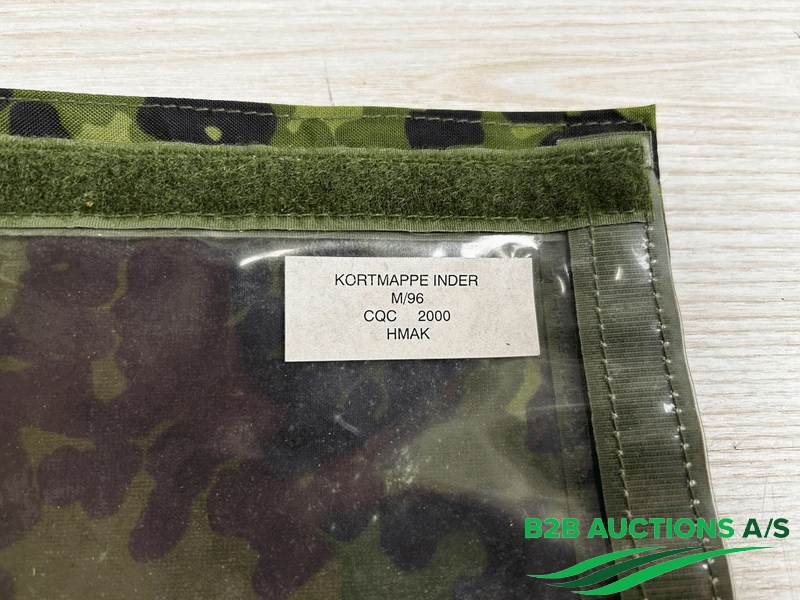 KORTMAPPE INDER
M/96
CQC 2000
HMAK
B2B AUCTIONS A/S